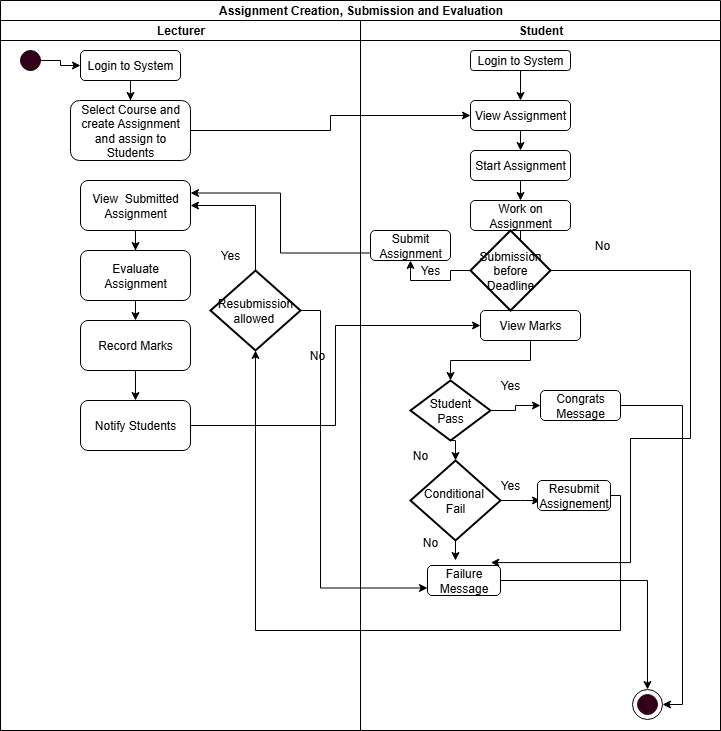 Assignment Creation, Submission and Evaluation
Lecturer
Student
Login to System
Login to System
Select Course and
create Assignment
and assign to
Students
View Assignment
Start Assignment
View  Submitted
Assignment
Work on
Assignment
Submit
Assignment
Submission
before
Deadline
No
Yes
Yes
Evaluate
Assignment
Resubmission
allowed
No
Record Marks
View Marks
Notify Students
Student
Pass
Yes
Congrats
Message
No
Conditional
Fail
Yes
Resubmit
Assignement
No
Failure
Message